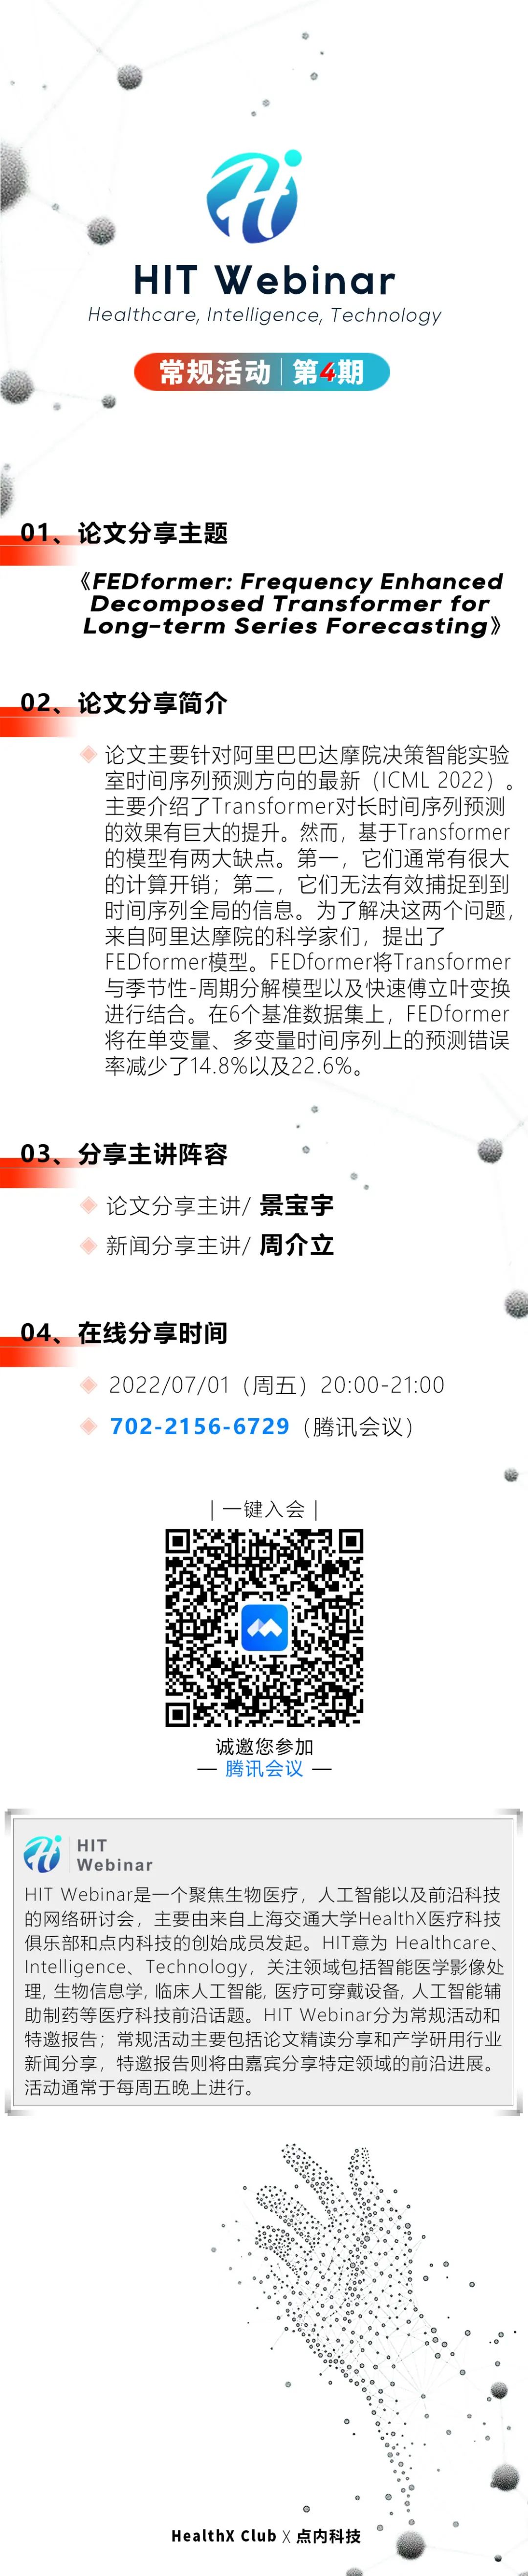 HIT Webinar
Healthcare, Intelligence, Technology
常规活动｜第4期
01、论文分享主题
《FEDformer: Frequency Enhanced
Decomposed Transformer for
Long-term Series Forecasting》
02、论文分享简介
论文主要针对阿里巴巴达摩院决策智能实验
室时间序列预测方向的最新（ICML 2022）。
主要介绍了Transformer对长时间序列预测
的效果有巨大的提升。然而，基于Transformer
的模型有两大缺点。第一，它们通常有很大
的计算开销；第二，它们无法有效捕捉到到
时间序列全局的信息。为了解决这两个问题，
来自阿里达摩院的科学家们，提出了
FEDformer模型。FEDformer将Transformer
与季节性-周期分解模型以及快速傅立叶变换
进行结合。在6个基准数据集上，FEDformer
将在单变量、多变量时间序列上的预测错误
率减少了14.8%以及22.6%。
03、分享主讲阵容
论文分享主讲/ 景宝宇
新闻分享主讲/ 周介立
04、在线分享时间
2022/07/01（周五）20:00-21:00
702-2156-6729（腾讯会议）
| 一键入会 |
诚邀您参加
— 腾讯会议 —
HIT
Webinar
HIT Webinar是一个聚焦生物医疗，人工智能以及前沿科技
的网络研讨会，主要由来自上海交通大学HealthX医疗科技
俱乐部和点内科技的创始成员发起。HIT意为 Healthcare、
Intelligence、Technology，关注领域包括智能医学影像处
理, 生物信息学, 临床人工智能, 医疗可穿戴设备, 人工智能辅
助制药等医疗科技前沿话题。HIT Webinar分为常规活动和
特邀报告；常规活动主要包括论文精读分享和产学研用行业
新闻分享，特邀报告则将由嘉宾分享特定领域的前沿进展。
活动通常于每周五晚上进行。
HealthX Club X 点内科技